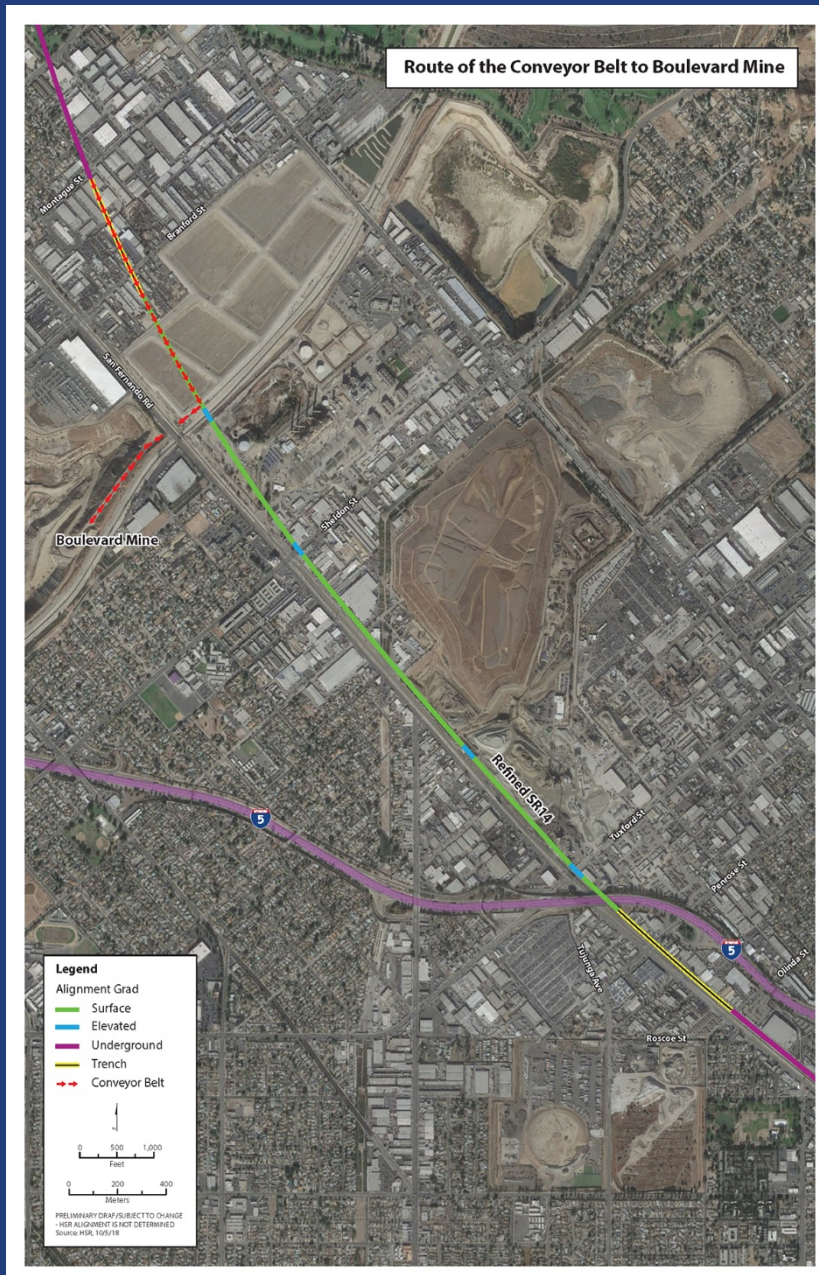 Route of the Conveyor Belt to Boulevard Mine
Montague St
Branford St
San Fernando Rd
Boulevard Mine
Sheldon St
Refined SR14
5
Tuxford St
Penrose St
5
Olinda St
Tujunga Ave
Roscoe St
Legend
Alignment Grad
Surface
Elevated
Underground
Trench
Conveyor Belt
0 500 1,000
Feet
0 200 400
Meters
PRELIMINARY DRAF/SUBJECT TO CHANGE
- HSR ALIGNMENT IS NOT DETERMINED
Source: HSR, 10/5/18